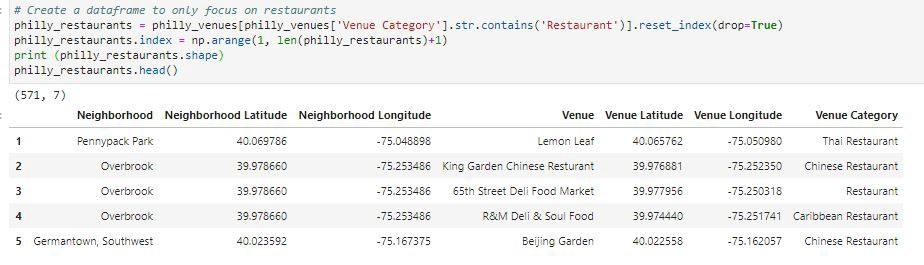 # Create a dataframe to only focus on restaurants
philly_restaurants = philly_venues[philly_venues['Venue Category'].str.contains('Restaurant')].reset_index(drop=True)
philly_restaurants.index = np.arange(1, len(philly_restaurants)+1)
print (philly_restaurants.shape)
philly_restaurants.head()
(571, 7)
Neighborhood Neighborhood Latitude Neighborhood Longitude Venue Venue Latitude Venue Longitude Venue Category
1 Pennypack Park 40.069786 -75.048898 Lemon Leaf 40.065762 -75.050980 Thai Restaurant
2 Overbrook 39.978660 -75.253486 King Garden Chinese Resturant 39.976881 -75.252350 Chinese Restaurant
3 Overbrook 39.978660 -75.253486 65th Street Deli Food Market 39.977956 -75.250318 Restaurant
4 Overbrook 39.978660 -75.253486 R&M Deli & Soul Food 39.974440 -75.251741 Caribbean Restaurant
5 Germantown, Southwest 40.023592 -75.167375 Beijing Garden 40.022558 -75.162057 Chinese Restaurant